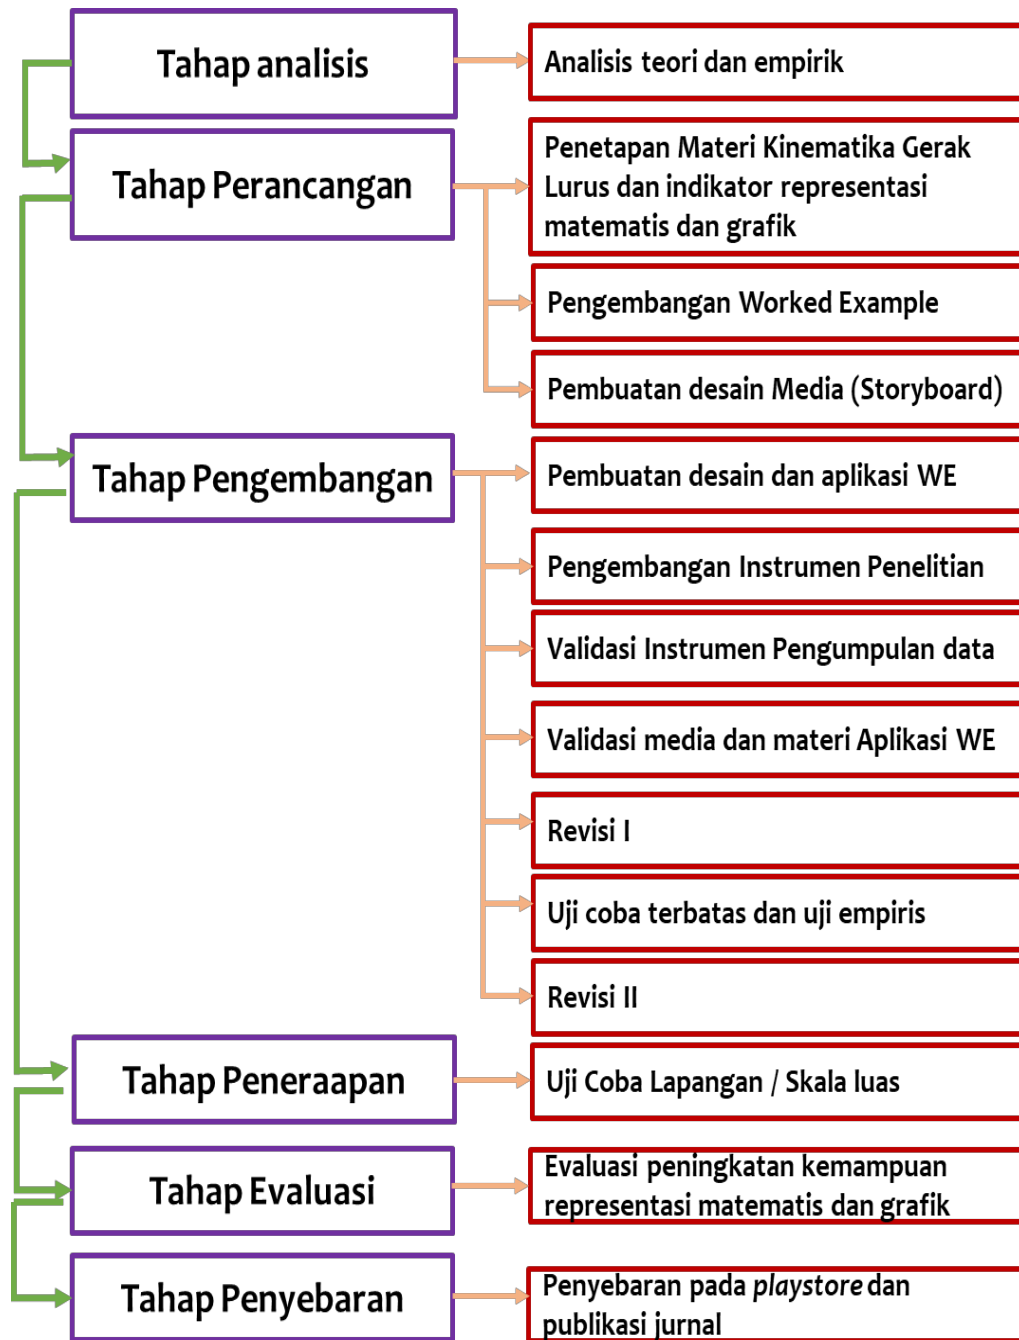 Tahap analisis
Analisis teori dan empirik
Tahap Perancangan
Penetapan Materi Kinematika Gerak
Lurus dan indikator representasi
matematis dan grafik
Pengembangan Worked Example
Pembuatan desain Media (Storyboard)
Tahap Pengembangan
Pembuatan desain dan aplikasi WE
Pengembangan Instrumen Penelitian
Validasi Instrumen Pengumpulan data
Validasi media dan materi Aplikasi WE
Revisi I
Uji coba terbatas dan uji empiris
Revisi II
Tahap Peneraapan
Uji Coba Lapangan / Skala luas
Tahap Evaluasi
Evaluasi peningkatan kemampuan
representasi matematis dan grafik
Tahap Penyebaran
Penyebaran pada playstore dan
publikasi jurnal